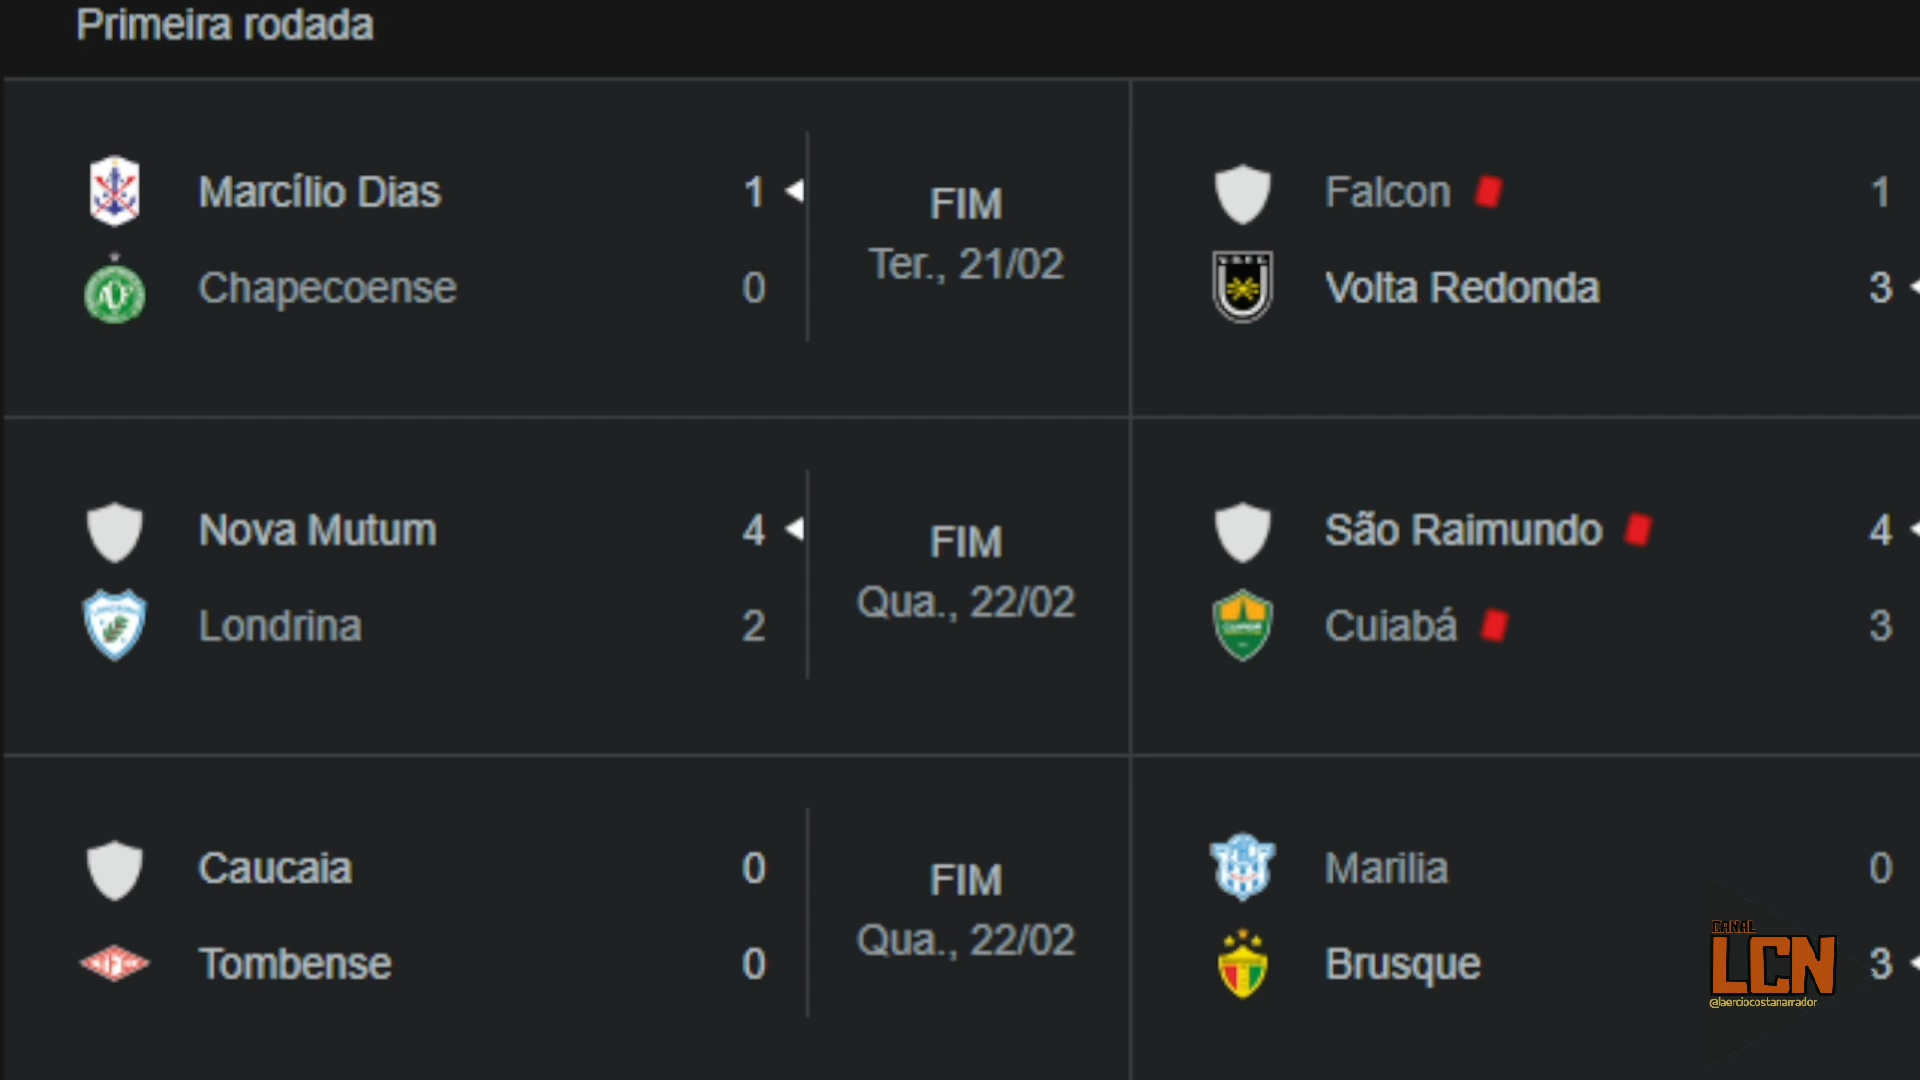 Primeira rodada
Marcílio Dias 1
Chapecoense 0
FIM
Ter., 21/02
Falcon 1
Volta Redonda 3
Nova Mutum 4
Londrina 2
FIM
Qua., 22/02
São Raimundo 4
Cuiabá 3
Caucaia 0
Tombense 0
FIM
Qua., 22/02
Marilia 0
Brusque 3
CANAL
LCN
@laerciocostanarrador